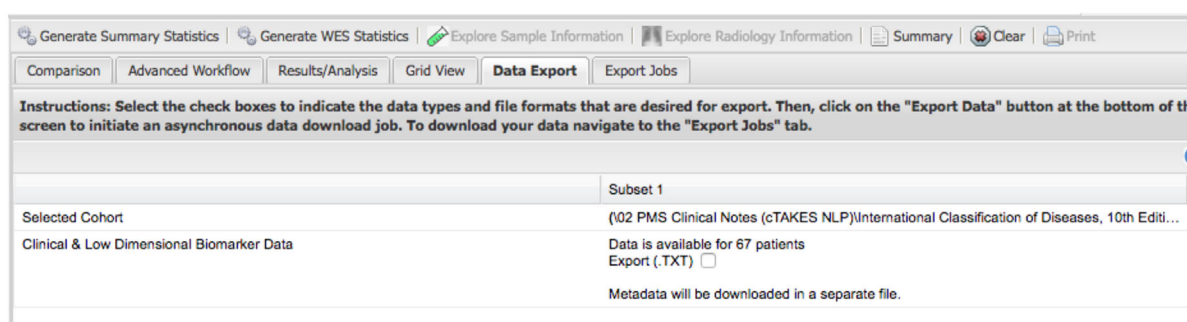 Generate Summary Statistics | Generate WES Statistics | Explore Sample Information | Explore Radiology Information | Summary | Clear | Print
Comparison Advanced Workflow Results/Analysis Grid View Data Export Export Jobs
Instructions: Select the check boxes to indicate the data types and file formats that are desired for export. Then, click on the "Export Data" button at the bottom of
screen to initiate an asynchronous data download job. To download your data navigate to the "Export Jobs" tab.
Subset 1
Selected Cohort (\02 PMS Clinical Notes (cTAKES NLP)\International Classification of Diseases, 10th Editi...
Clinical & Low Dimensional Biomarker Data Data is available for 67 patients
Export (.TXT)
Metadata will be downloaded in a separate file.